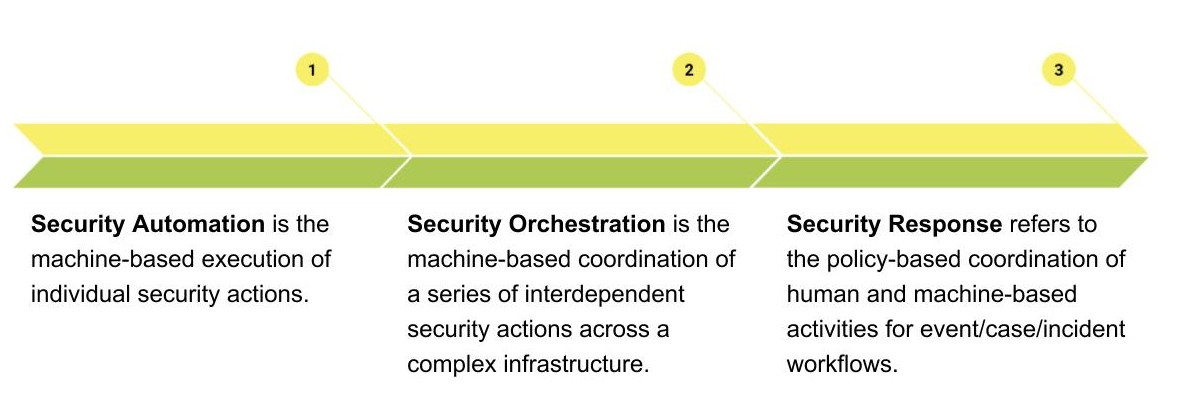 1
2
3
Security Automation is the
machine-based execution of
individual security actions.
Security Orchestration is the
machine-based coordination of
a series of interdependent
security actions across a
complex infrastructure.
Security Response refers to
the policy-based coordination of
human and machine-based
activities for event/case/incident
workflows.